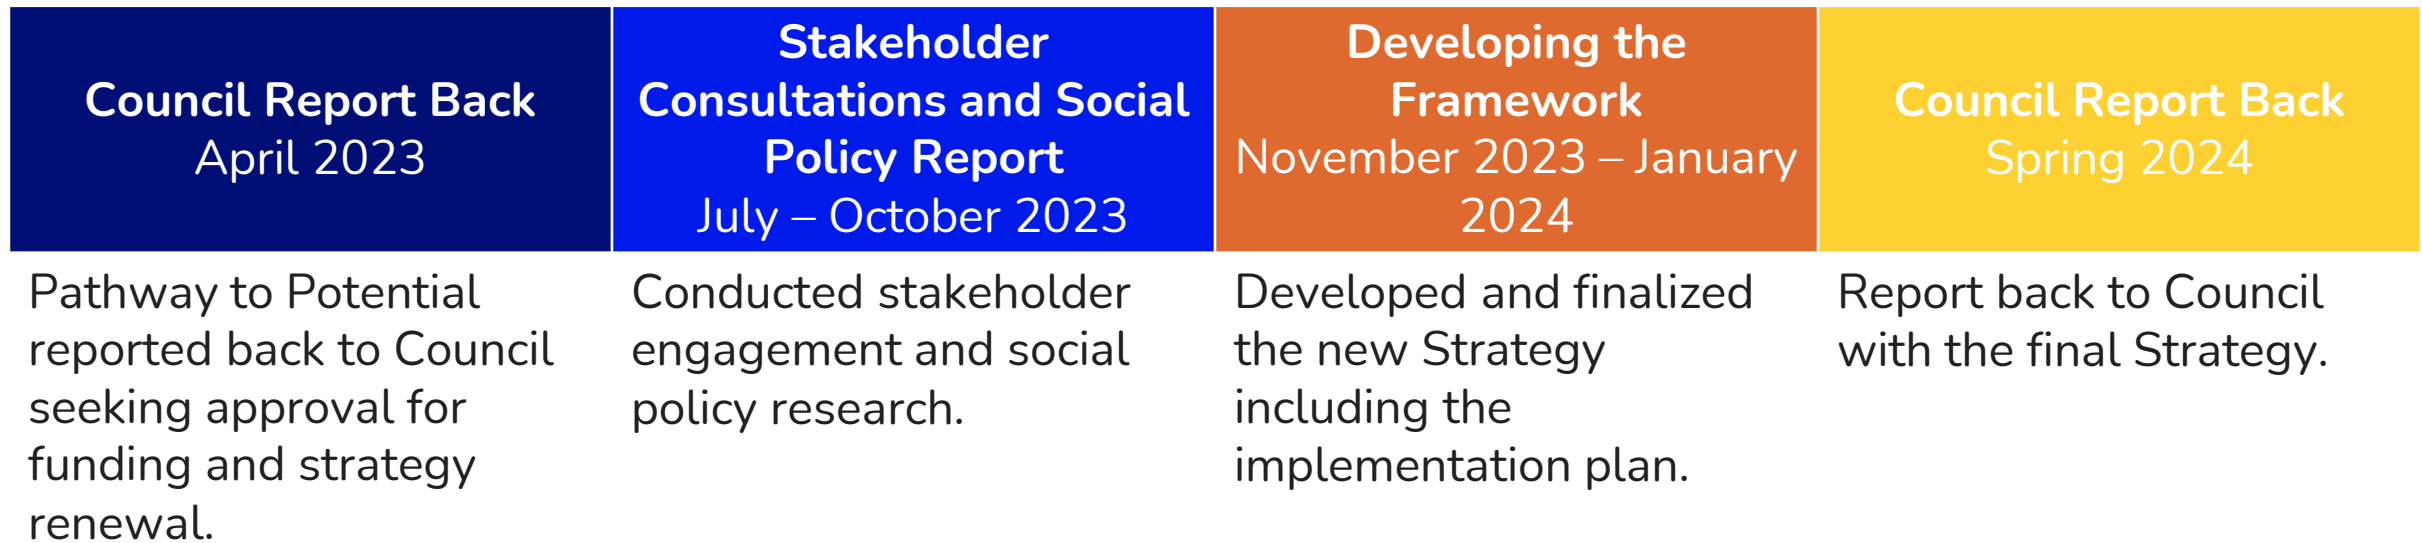 Council Report Back
April 2023
Stakeholder
Consultations and Social
Policy Report
July – October 2023
Developing the
Framework
November 2023 – January
2024
Council Report Back
Spring 2024
Pathway to Potential
reported back to Council
seeking approval for
funding and strategy
renewal.
Conducted stakeholder
engagement and social
policy research.
Developed and finalized
the new Strategy
including the
implementation plan.
Report back to Council
with the final Strategy.